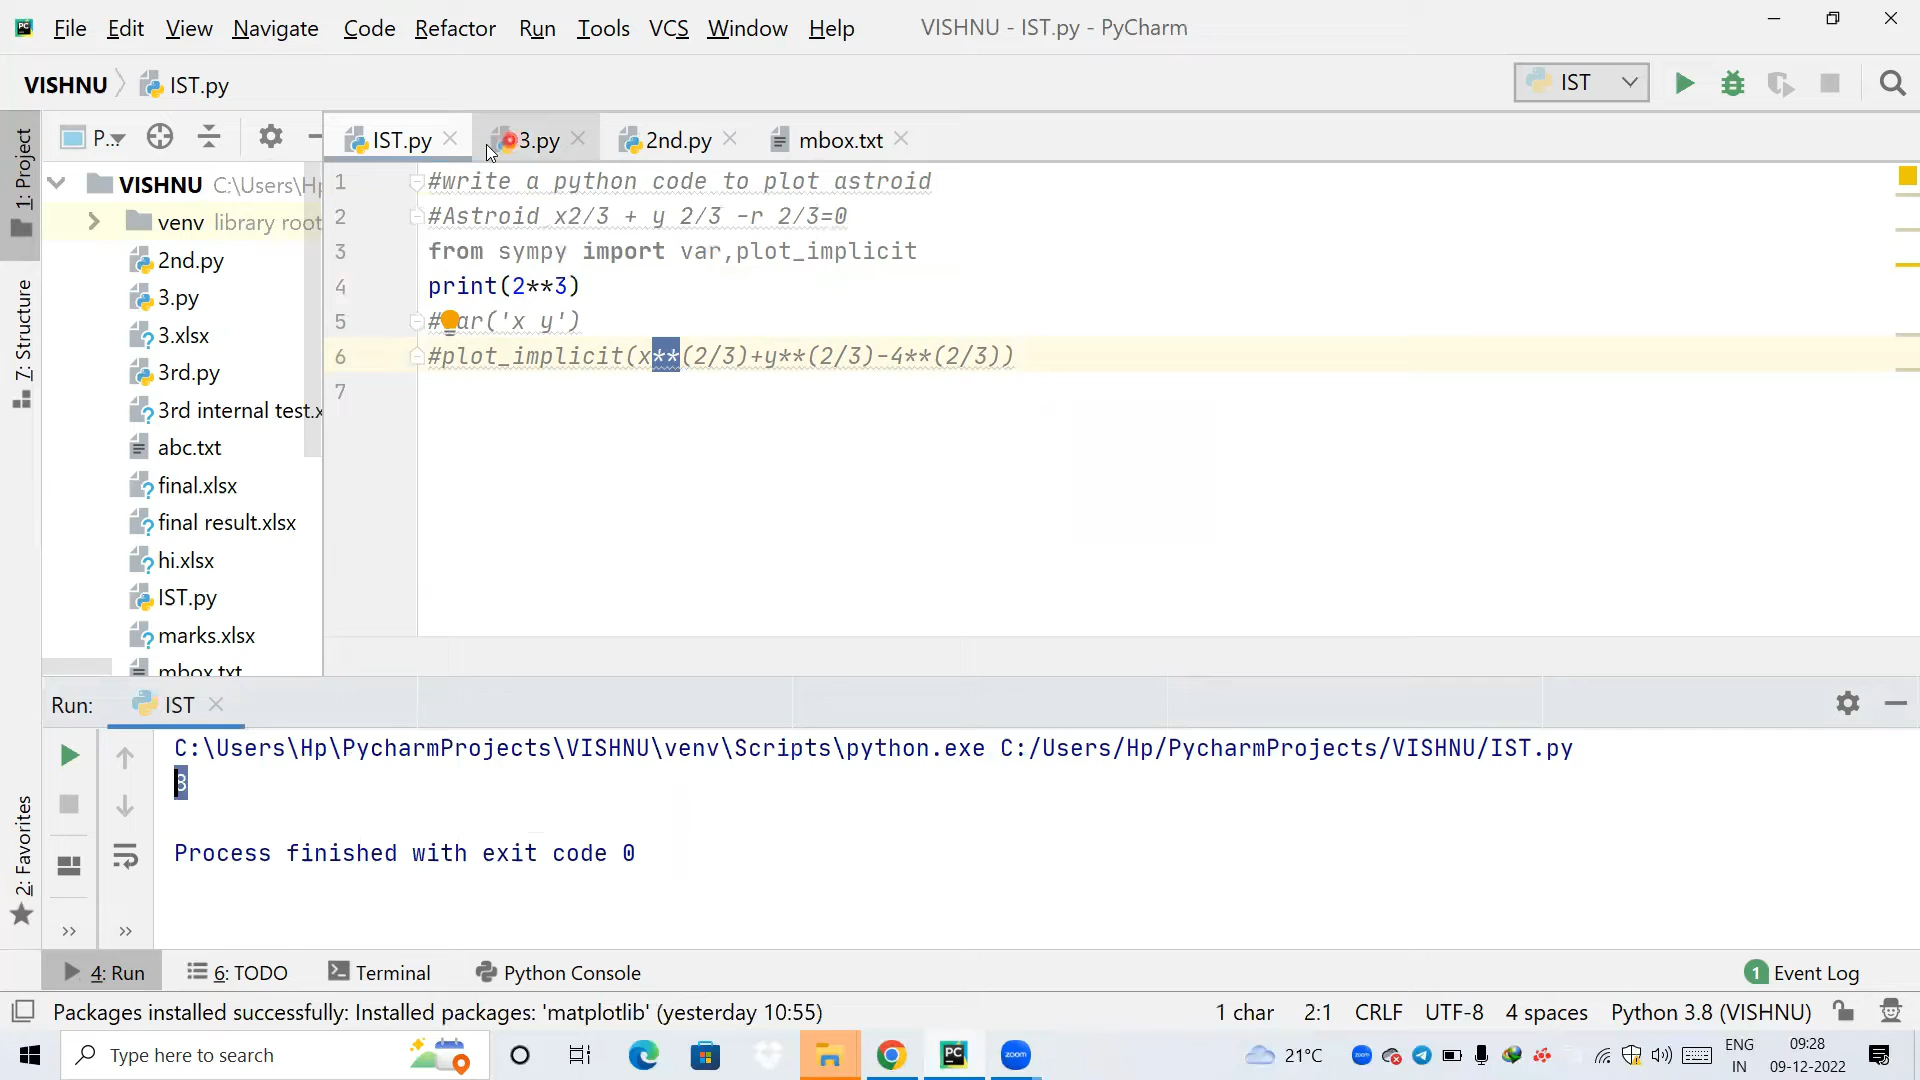 File Edit View Navigate Code Refactor Run Tools VCS Window Help VISHNU - IST.py - PyCharm
VISHNU IST.py IST
1: Project
7: Structure
2: Favorites
P...
VISHNU C:\Users\H
venv library root
2nd.py
3.py
3.xlsx
3rd.py
3rd internal test.x
abc.txt
final.xlsx
final result.xlsx
hi.xlsx
IST.py
marks.xlsx
mbox.txt
IST.py 3.py 2nd.py mbox.txt
1 #write a python code to plot astroid
2 #Astroid x2/3 + y 2/3 -r 2/3=0
3 from sympy import var,plot_implicit
4 print(2**3)
5 #ar('x y')
6 #plot_implicit(x**(2/3)+y**(2/3)-4**(2/3))
7
Run: IST
C:\Users\Hp\PycharmProjects\VISHNU\venv\Scripts\python.exe C:/Users/Hp/PycharmProjects/VISHNU/IST.py
8
Process finished with exit code 0
4: Run 6: TODO Terminal Python Console 1 Event Log
Packages installed successfully: Installed packages: 'matplotlib' (yesterday 10:55) 1 char 2:1 CRLF UTF-8 4 spaces Python 3.8 (VISHNU)
Type here to search PC zoom 21°C zoom ENG IN 09:28 09-12-2022